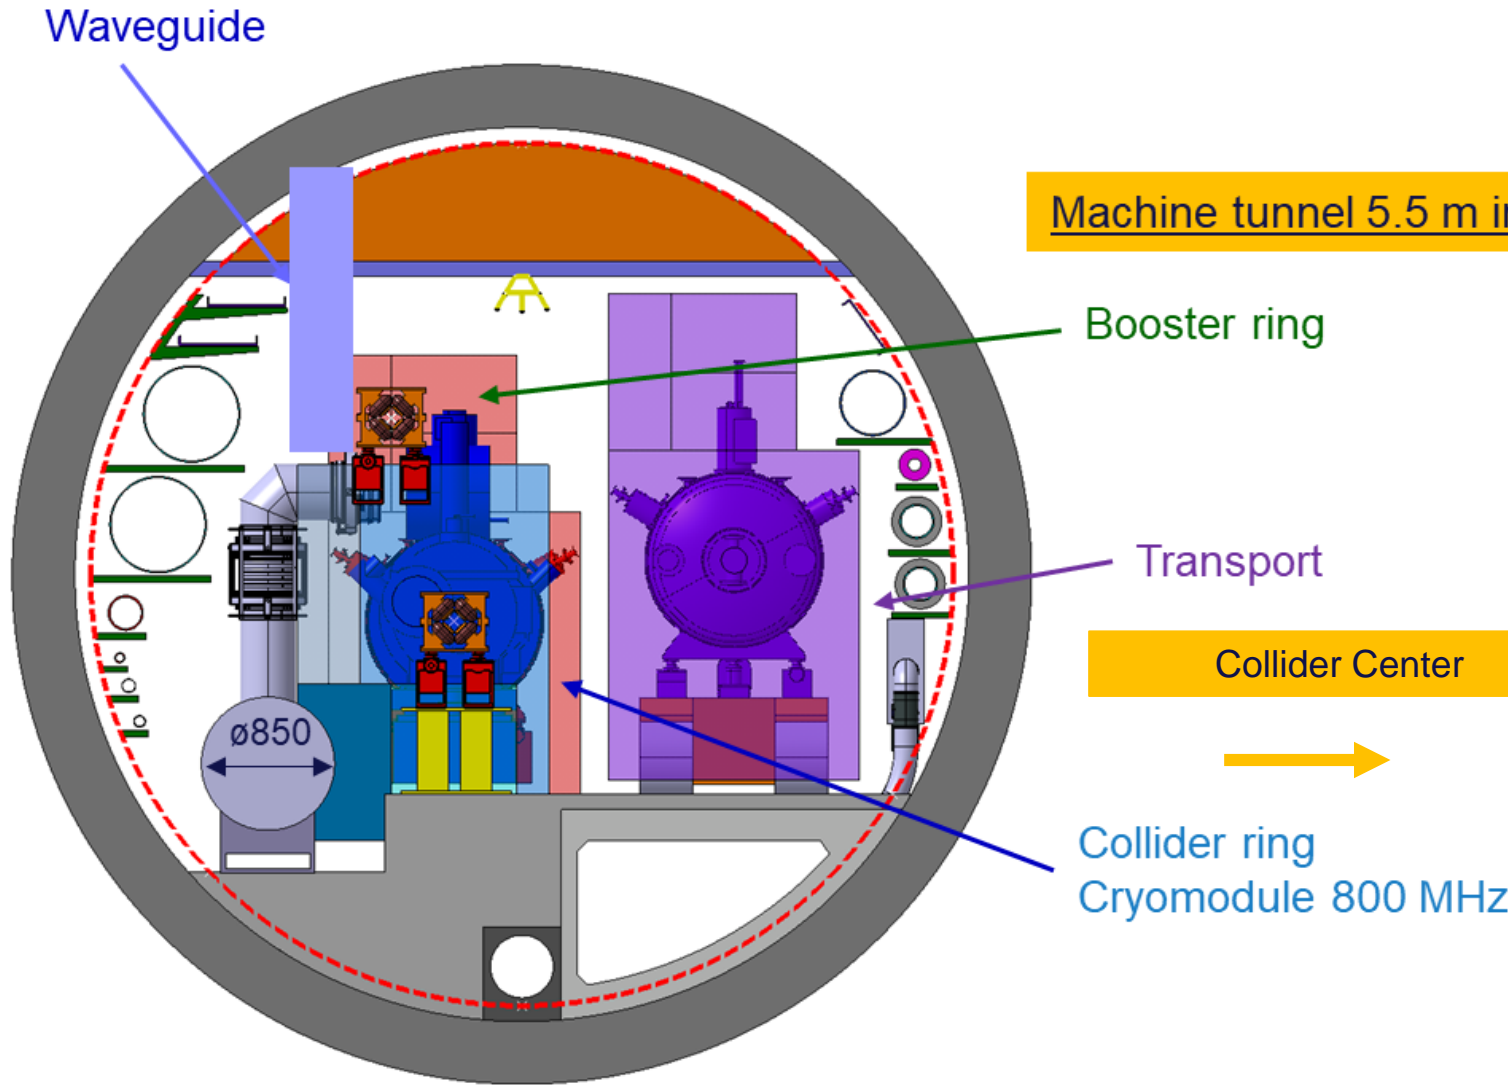 Waveguide
Machine tunnel 5.5 m
Booster ring
Transport
Collider Center
ø850
Collider ring
Cryomodule 800 MHz